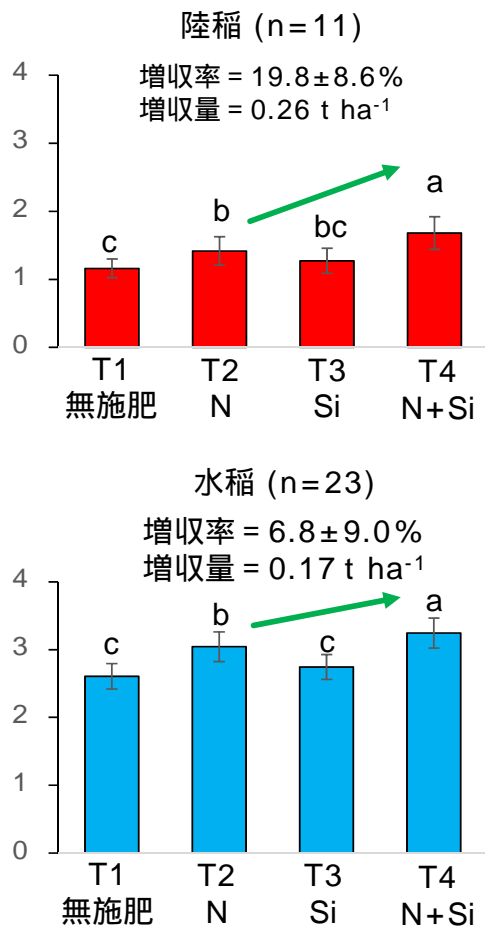 陸稲 (n=11)
増収率 = 19.8±8.6%
増収量 = 0.26 t ha⁻¹
4
3
2
1
0
c
b
bc
a
T1
T2
T3
T4
無施肥
N
Si
N+Si
水稲 (n=23)
増収率 = 6.8±9.0%
増収量 = 0.17 t ha⁻¹
4
3
2
1
0
c
b
c
a
T1
T2
T3
T4
無施肥
N
Si
N+Si